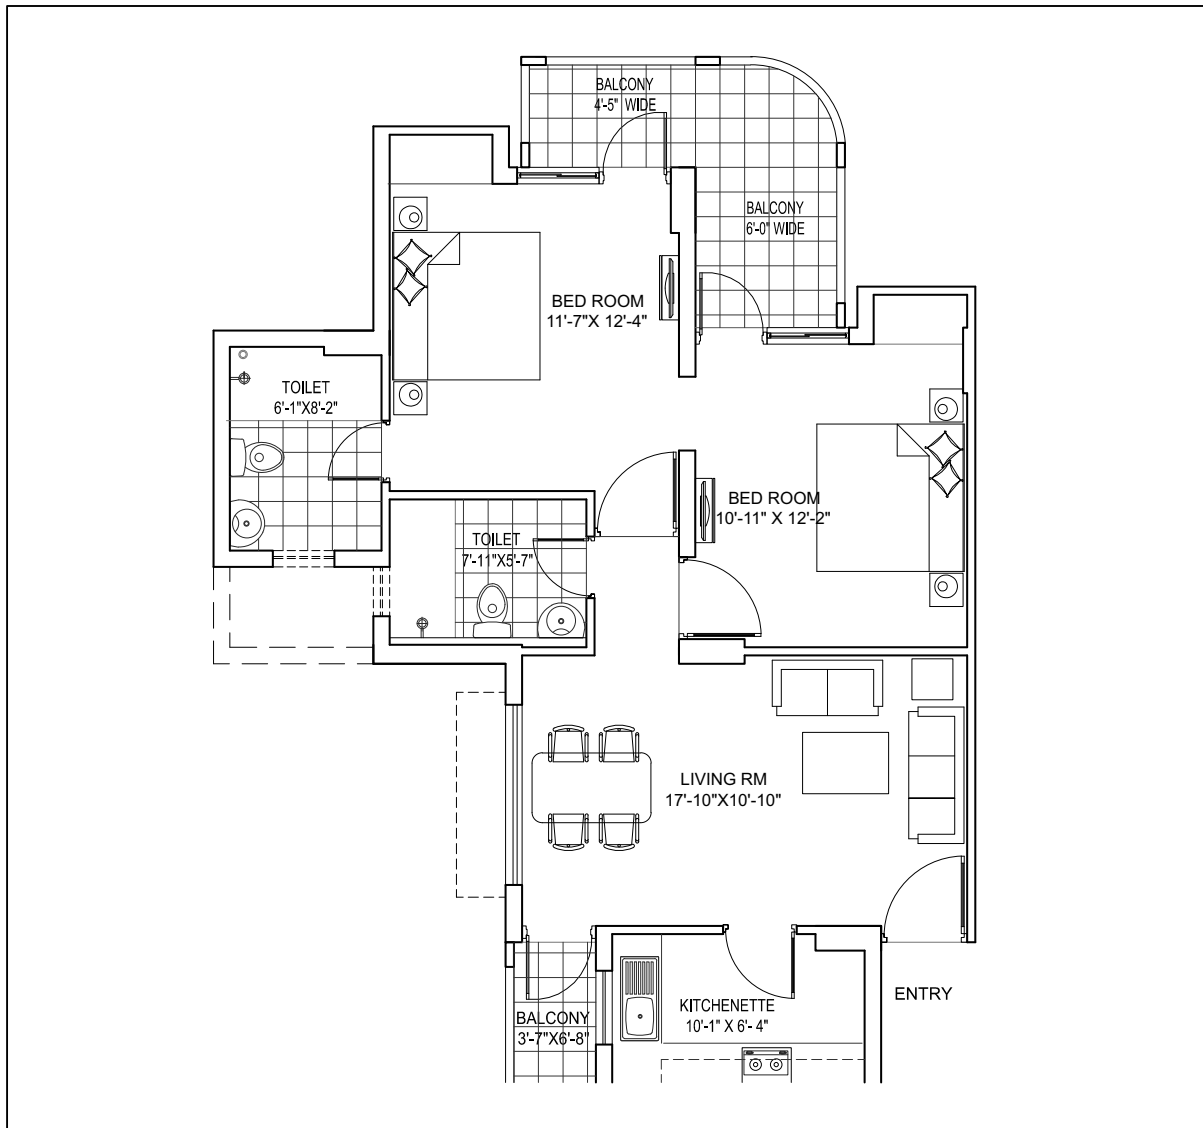 BALCONY
4'-5" WIDE
BALCONY
6'-0" WIDE
BED ROOM
11'-7"X 12'-4"
TOILET
6'-1"X8'-2"
BED ROOM
10'-11" X 12'-2"
TOILET
7'-11"X5'-7"
LIVING RM
17'-10"X10'-10"
ENTRY
KITCHENETTE
10'-1" X 6'- 4"
BALCONY
3'-7"X6'-8"